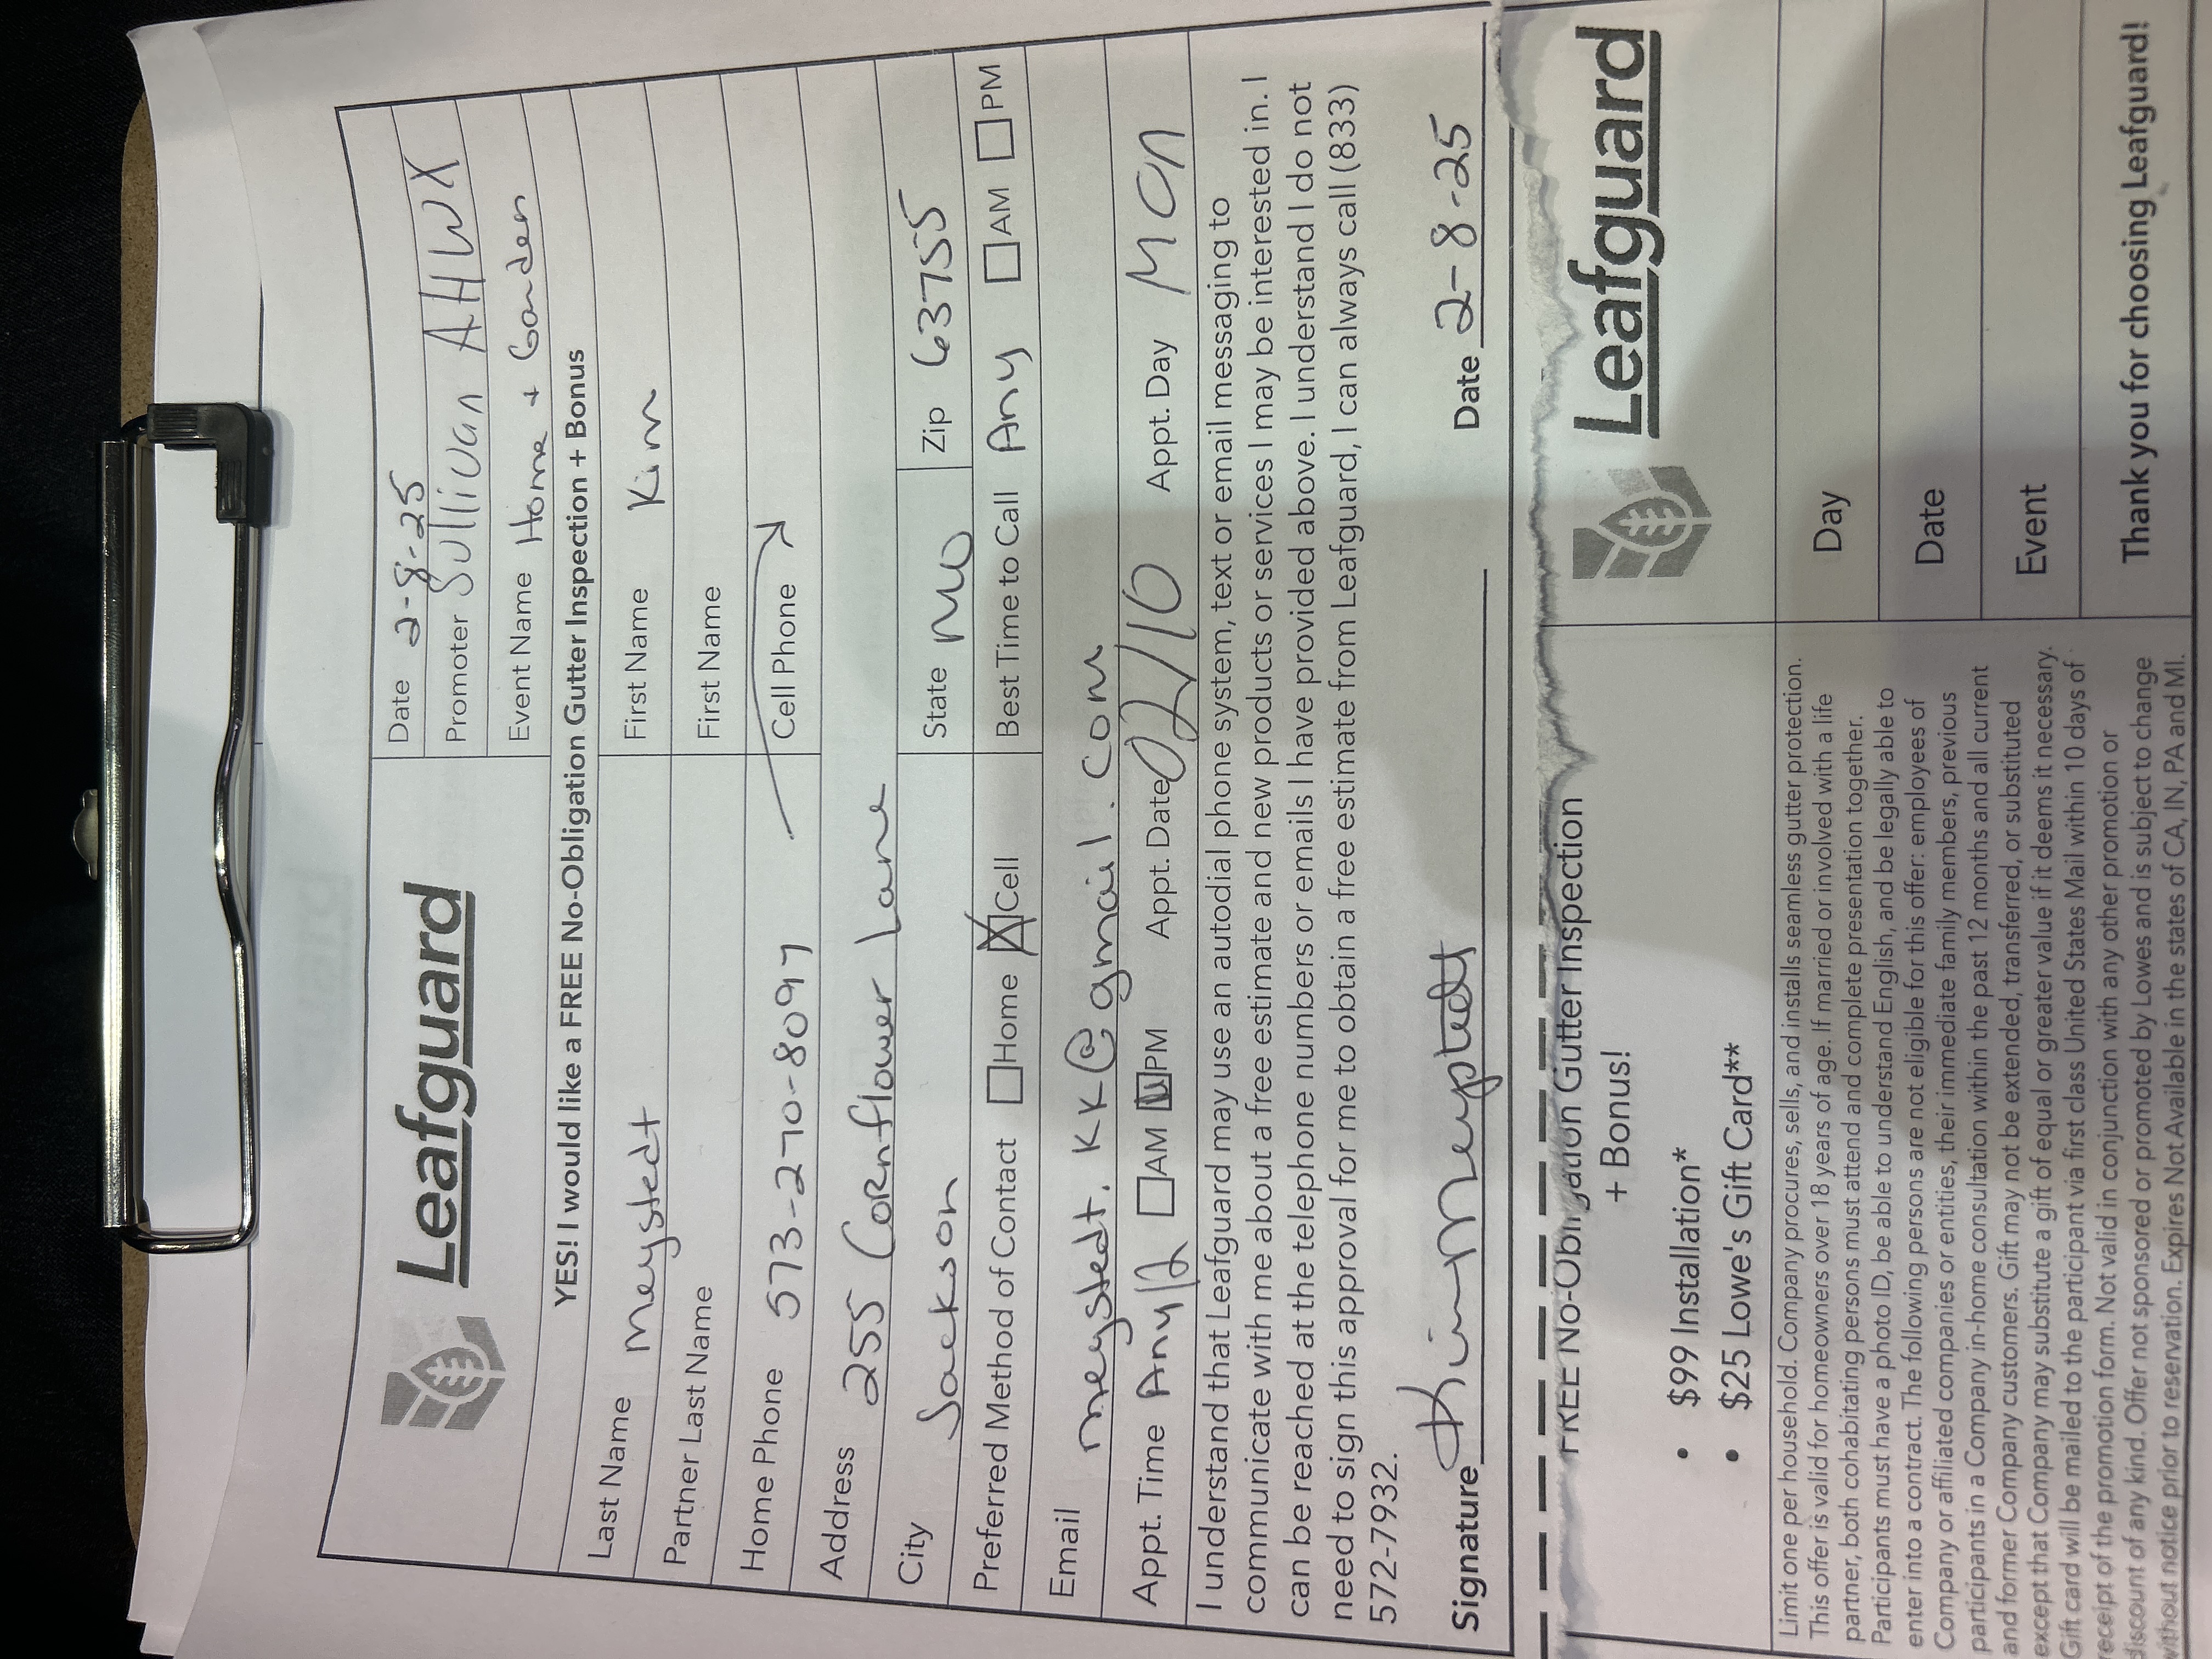 Leafguard
Date 2-8-25
Promoter Sullivan AHWX
Event Name Home + Garden
YES! I would like a FREE No-Obligation Gutter Inspection + Bonus
Last Name Meystedt First Name Kim
Partner Last Name First Name
Home Phone 573-270-8097 Cell Phone
Address 255 Cornflower Lane
City Jackson State MO Zip 63755
Preferred Method of Contact Home Cell Best Time to Call Any AM PM
Email meystedt.kk@gmail.com
Appt. Time Any/12 AM PM Appt. Date 02/10 Appt. Day Mon
I understand that Leafguard may use an autodial phone system, text or email messaging to
communicate with me about a free estimate and new products or services I may be interested in. I
can be reached at the telephone numbers or emails I have provided above. I understand I do not
need to sign this approval for me to obtain a free estimate from Leafguard, I can always call (833)
572-7932.
Signature Kim Meystedt Date 2-8-25
FREE No-Obligation Gutter Inspection
+ Bonus!
• $99 Installation*
• $25 Lowe's Gift Card**
Leafguard
Limit one per household. Company procures, sells, and installs seamless gutter protection.
This offer is valid for homeowners over 18 years of age. If married or involved with a life
partner, both cohabitating persons must attend and complete presentation together.
Participants must have a photo ID, be able to understand English, and be legally able to
enter into a contract. The following persons are not eligible for this offer: employees of
Company or affiliated companies or entities, their immediate family members, previous
participants in a Company in-home consultation within the past 12 months and all current
and former Company customers. Gift may not be extended, transferred, or substituted
except that Company may substitute a gift of equal or greater value if it deems it necessary.
Gift card will be mailed to the participant via first class United States Mail within 10 days of
receipt of the promotion form. Not valid in conjunction with any other promotion or
discount of any kind. Offer not sponsored or promoted by Lowes and is subject to change
without notice prior to reservation. Expires Not Available in the states of CA, IN, PA and MI.
Day
Date
Event
Thank you for choosing Leafguard!